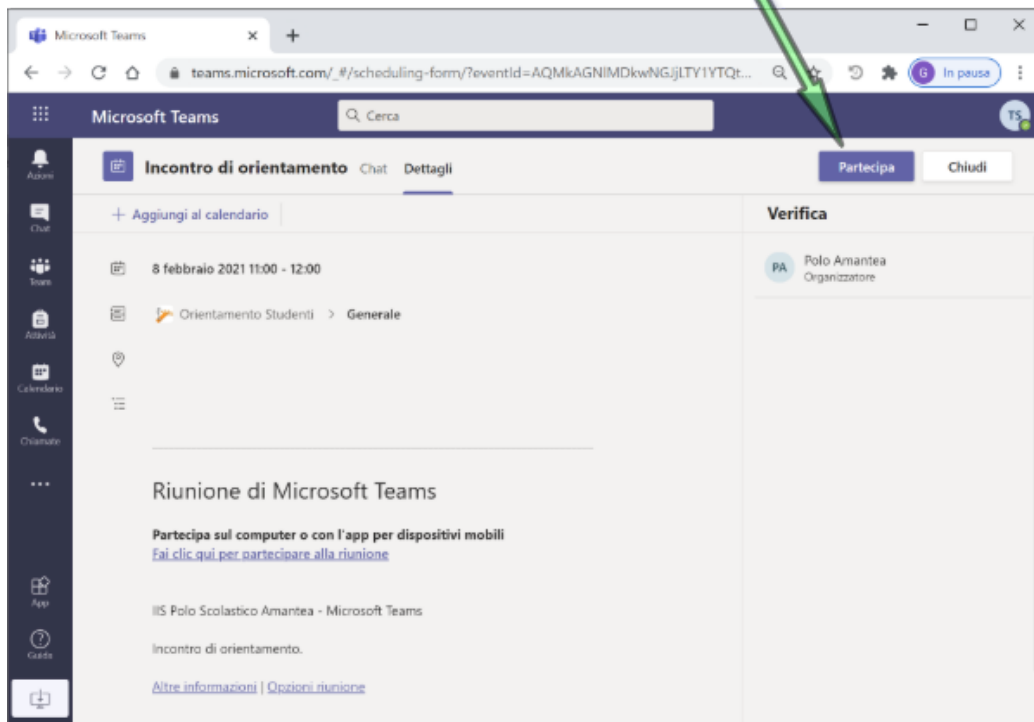 Microsoft Teams
teams.microsoft.com/_#/scheduling-form/?eventId=AQMkAGNlMDkwNGJjLTY1YTQt...
G In pausa
Microsoft Teams
Cerca
TS
Azioni
Chat
Team
Attività
Calendario
Chiamate
App
Guida
Incontro di orientamento Chat Dettagli
Partecipa Chiudi
+ Aggiungi al calendario
8 febbraio 2021 11:00 - 12:00
Orientamento Studenti > Generale
Riunione di Microsoft Teams
Partecipa sul computer o con l'app per dispositivi mobili
Fai clic qui per partecipare alla riunione
IIS Polo Scolastico Amantea - Microsoft Teams
Incontro di orientamento.
Altre informazioni | Opzioni riunione
Verifica
PA Polo Amantea
Organizzatore